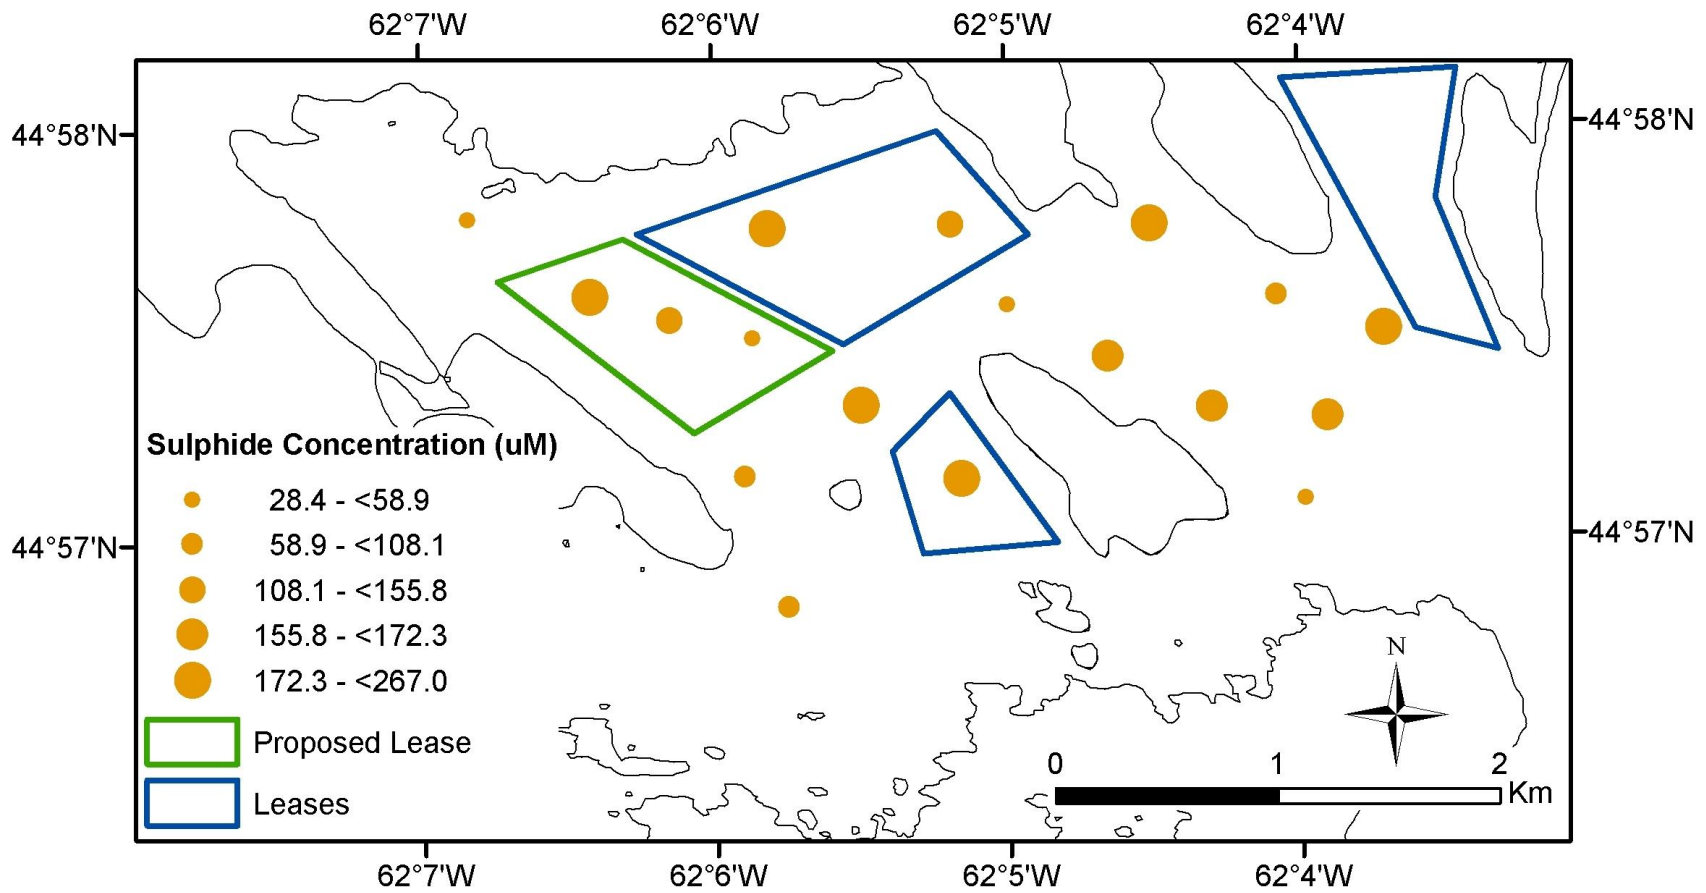 62°7'W 62°6'W 62°5'W 62°4'W
44°58'N 44°58'N
Sulphide Concentration (uM)
28.4 - <58.9
58.9 - <108.1
108.1 - <155.8
155.8 - <172.3
172.3 - <267.0
Proposed Lease
Leases
44°57'N 44°57'N
N
0 1 2
Km
62°7'W 62°6'W 62°5'W 62°4'W